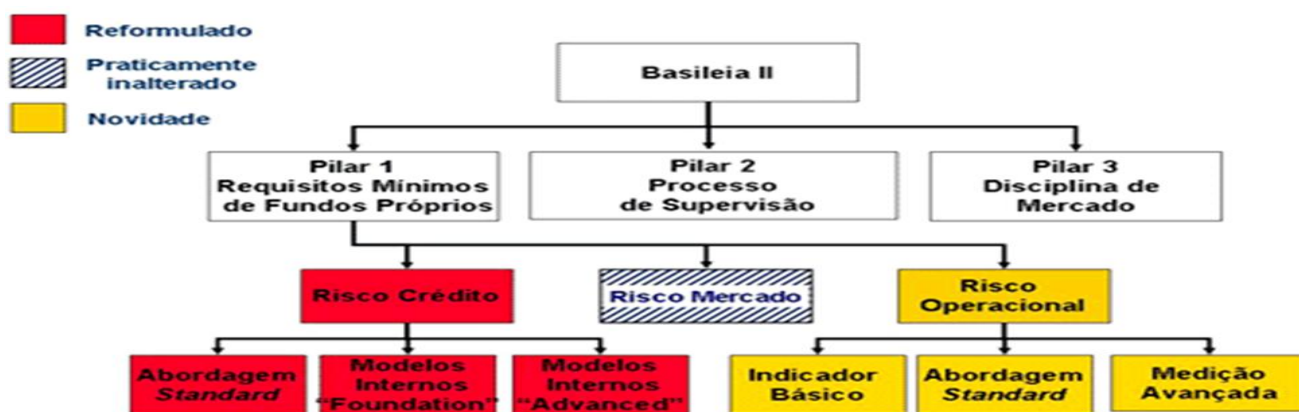 Reformulado
Praticamente
inalterado
Novidade
Basileia II
Pilar 1
Requisitos Mínimos
de Fundos Próprios
Pilar 2
Processo
de Supervisão
Pilar 3
Disciplina de
Mercado
Risco Crédito
Risco Mercado
Risco
Operacional
Abordagem
Standard
Modelos
Internos
“Foundation”
Modelos
Internos
“Advanced”
Indicador
Básico
Abordagem
Standard
Medição
Avançada